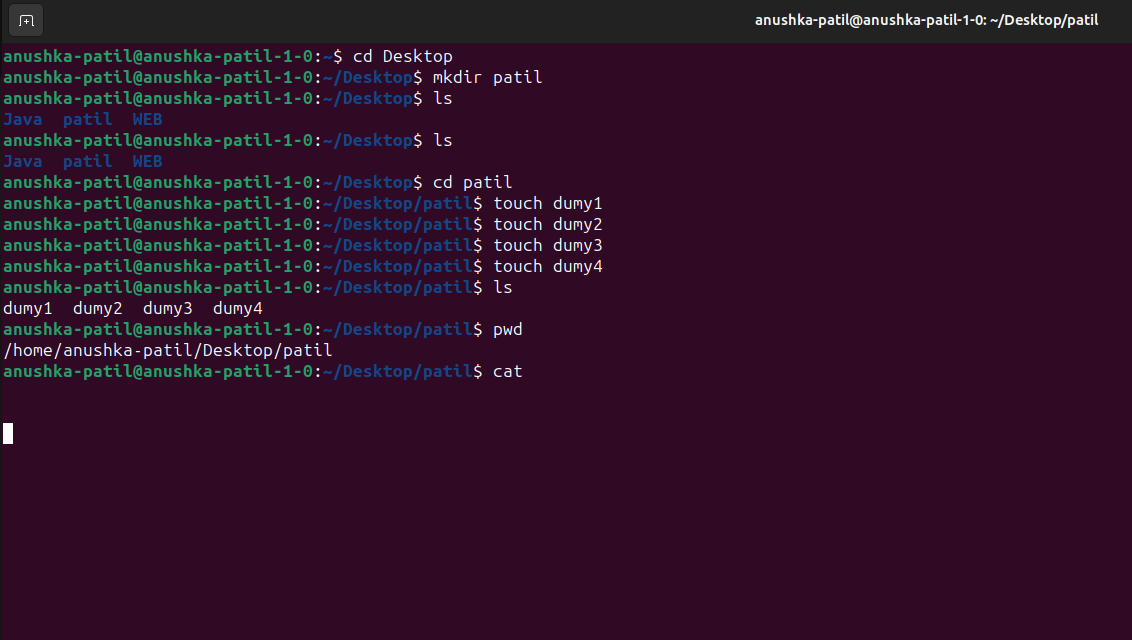 anushka-patil@anushka-patil-1-0: ~/Desktop/patil
anushka-patil@anushka-patil-1-0:~$ cd Desktop
anushka-patil@anushka-patil-1-0:~/Desktop$ mkdir patil
anushka-patil@anushka-patil-1-0:~/Desktop$ ls
Java  patil  WEB
anushka-patil@anushka-patil-1-0:~/Desktop$ ls
Java  patil  WEB
anushka-patil@anushka-patil-1-0:~/Desktop$ cd patil
anushka-patil@anushka-patil-1-0:~/Desktop/patil$ touch dumy1
anushka-patil@anushka-patil-1-0:~/Desktop/patil$ touch dumy2
anushka-patil@anushka-patil-1-0:~/Desktop/patil$ touch dumy3
anushka-patil@anushka-patil-1-0:~/Desktop/patil$ touch dumy4
anushka-patil@anushka-patil-1-0:~/Desktop/patil$ ls
dumy1  dumy2  dumy3  dumy4
anushka-patil@anushka-patil-1-0:~/Desktop/patil$ pwd
/home/anushka-patil/Desktop/patil
anushka-patil@anushka-patil-1-0:~/Desktop/patil$ cat